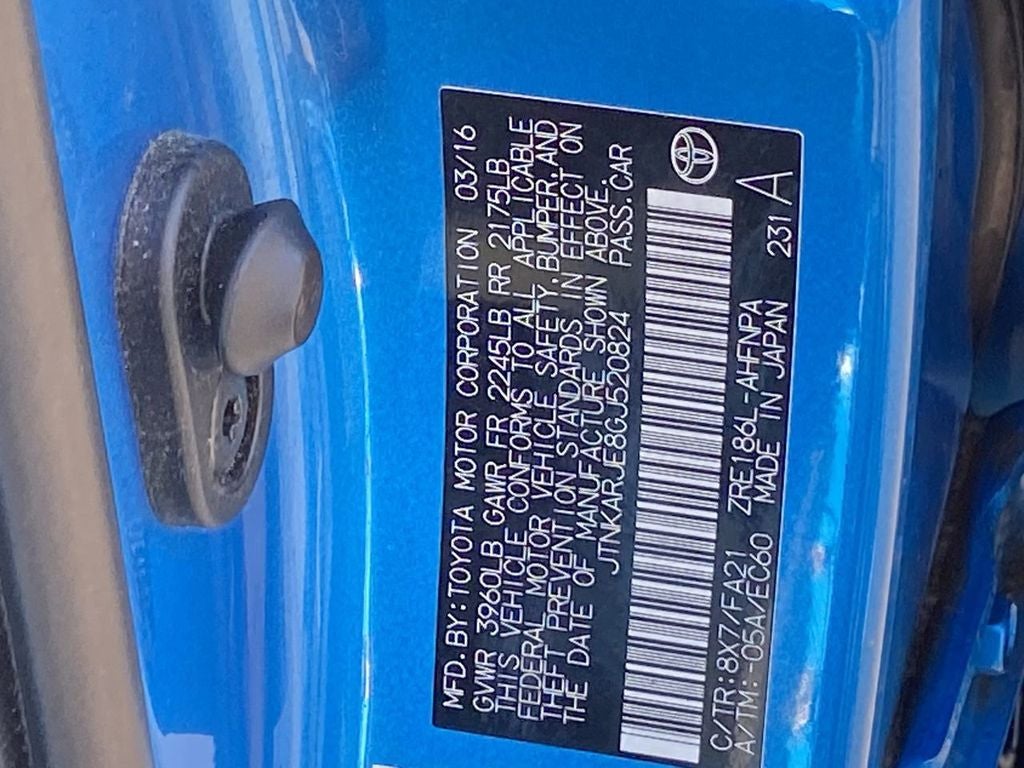 MFD. BY: TOYOTA MOTOR CORPORATION 03/16
GVWR 3960LB GAWR FR 2245LB RR 2175LB
THIS VEHICLE CONFORMS TO ALL APPLICABLE
FEDERAL MOTOR VEHICLE SAFETY, BUMPER, AND
THEFT PREVENTION STANDARDS IN EFFECT ON
THE DATE OF MANUFACTURE SHOWN ABOVE.
JTNKARJE8GJ520824 PASS. CAR
C/TR: 8X7/FA21 ZRE186L-AHFNPA 231
A/TM: -05A/EC60 MADE IN JAPAN A